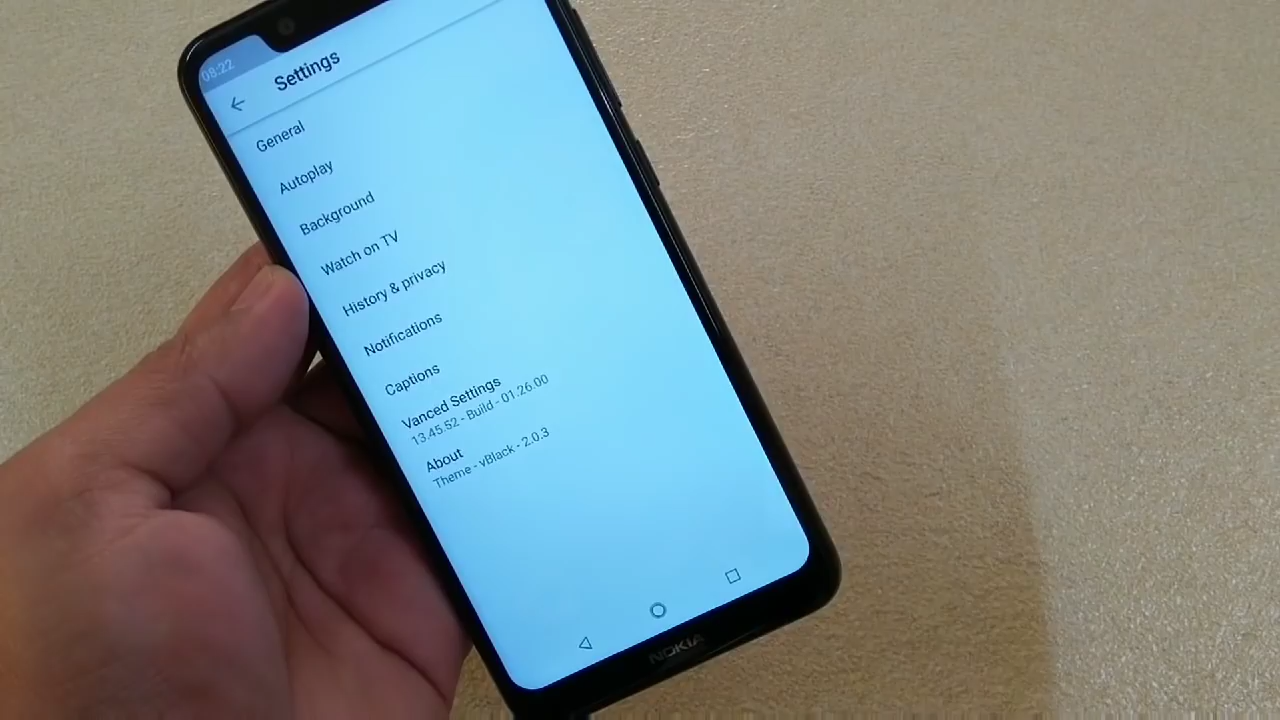 08:22
Settings
General
Autoplay
Background
Watch on TV
History & privacy
Notifications
Captions
Vanced Settings
13.45.52 - Build - 01.26.00
About
Theme - vBlack - 2.0.3
NOKIA